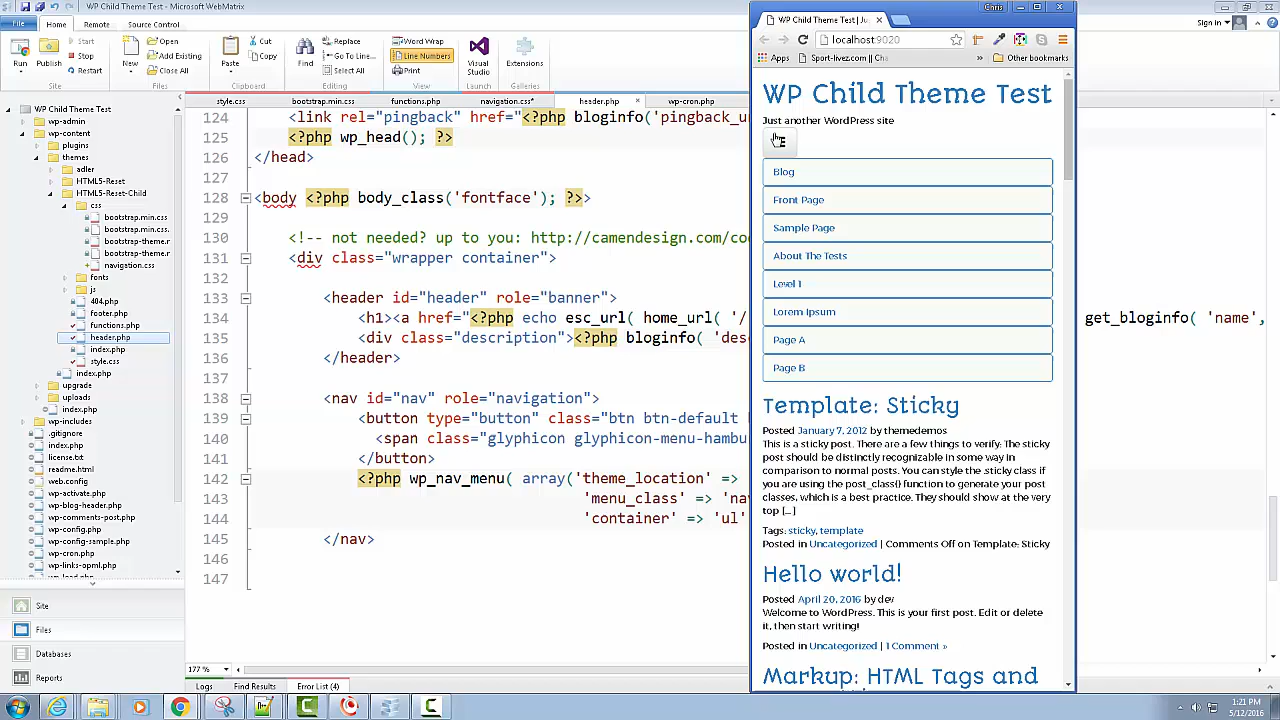 WP Child Theme Test - Microsoft WebMatrix
File Home Remote Source Control
Sign In
Run Publish Start Stop Restart New Open Add Existing Close All Paste Cut Copy Find Replace Go To Line... Select All Word Wrap Line Numbers Print Visual Studio Extensions
Site Files Clipboard Editing View Launch Galleries
style.css bootstrap.min.css functions.php navigation.css* header.php × wp-cron.php
WP Child Theme Test
wp-admin
wp-content
plugins
themes
adler
HTML5-Reset
HTML5-Reset-Child
css
bootstrap.min.css
bootstrap.min.css.
bootstrap-theme.r
bootstrap-theme.r
navigation.css
fonts
js
404.php
footer.php
functions.php
header.php
index.php
style.css
index.php
upgrade
uploads
index.php
wp-includes
.gitignore
index.php
license.txt
readme.html
web.config
wp-activate.php
wp-blog-header.php
wp-comments-post.php
wp-config.php
wp-config-sample.php
wp-cron.php
wp-links-opml.php
wp-load.php
Site
Files
Databases
Reports
124 <link rel="pingback" href="<?php bloginfo('pingback_u
125 <?php wp_head(); ?>
126 </head>
127
128 <body <?php body_class('fontface'); ?>>
129
130 <!-- not needed? up to you: http://camendesign.com/co
131 <div class="wrapper container">
132
133 <header id="header" role="banner">
134 <h1><a href="<?php echo esc_url( home_url( '/ get_bloginfo( 'name',
135 <div class="description"><?php bloginfo( 'des
136 </header>
137
138 <nav id="nav" role="navigation">
139 <button type="button" class="btn btn-default
140 <span class="glyphicon glyphicon-menu-hambu
141 </button>
142 <?php wp_nav_menu( array('theme_location' =>
143 'menu_class' => 'na
144 'container' => 'ul'
145 </nav>
146
147
177 %
Logs Find Results Error List (4)
Chris
WP Child Theme Test | Ju ×
localhost:9020
Apps Sport-livez.com || Cha » Other bookmarks
WP Child Theme Test
Just another WordPress site
Blog
Front Page
Sample Page
About The Tests
Level 1
Lorem Ipsum
Page A
Page B
Template: Sticky
Posted January 7, 2012 by themedemos
This is a sticky post. There are a few things to verify: The sticky
post should be distinctly recognizable in some way in
comparison to normal posts. You can style the .sticky class if
you are using the post_class() function to generate your post
classes, which is a best practice. They should show at the very
top […]
Tags: sticky, template
Posted in Uncategorized | Comments Off on Template: Sticky
Hello world!
Posted April 20, 2016 by dev
Welcome to WordPress. This is your first post. Edit or delete
it, then start writing!
Posted in Uncategorized | 1 Comment »
Markup: HTML Tags and
1:21 PM
5/12/2016